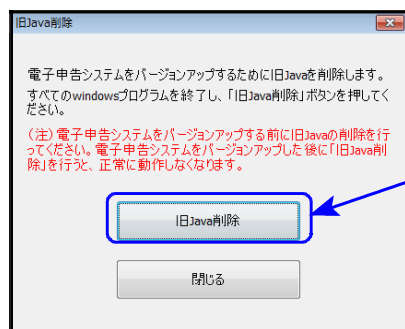 旧Java削除
電子申告システムをバージョンアップするために旧Javaを削除します。
すべてのwindowsプログラムを終了し、「旧Java削除」ボタンを押してく
ださい。
（注）電子申告システムをバージョンアップする前に旧Javaの削除を行
ってください。電子申告システムをバージョンアップした後に「旧Java削
除」を行うと、正常に動作しなくなります。
旧Java削除
閉じる